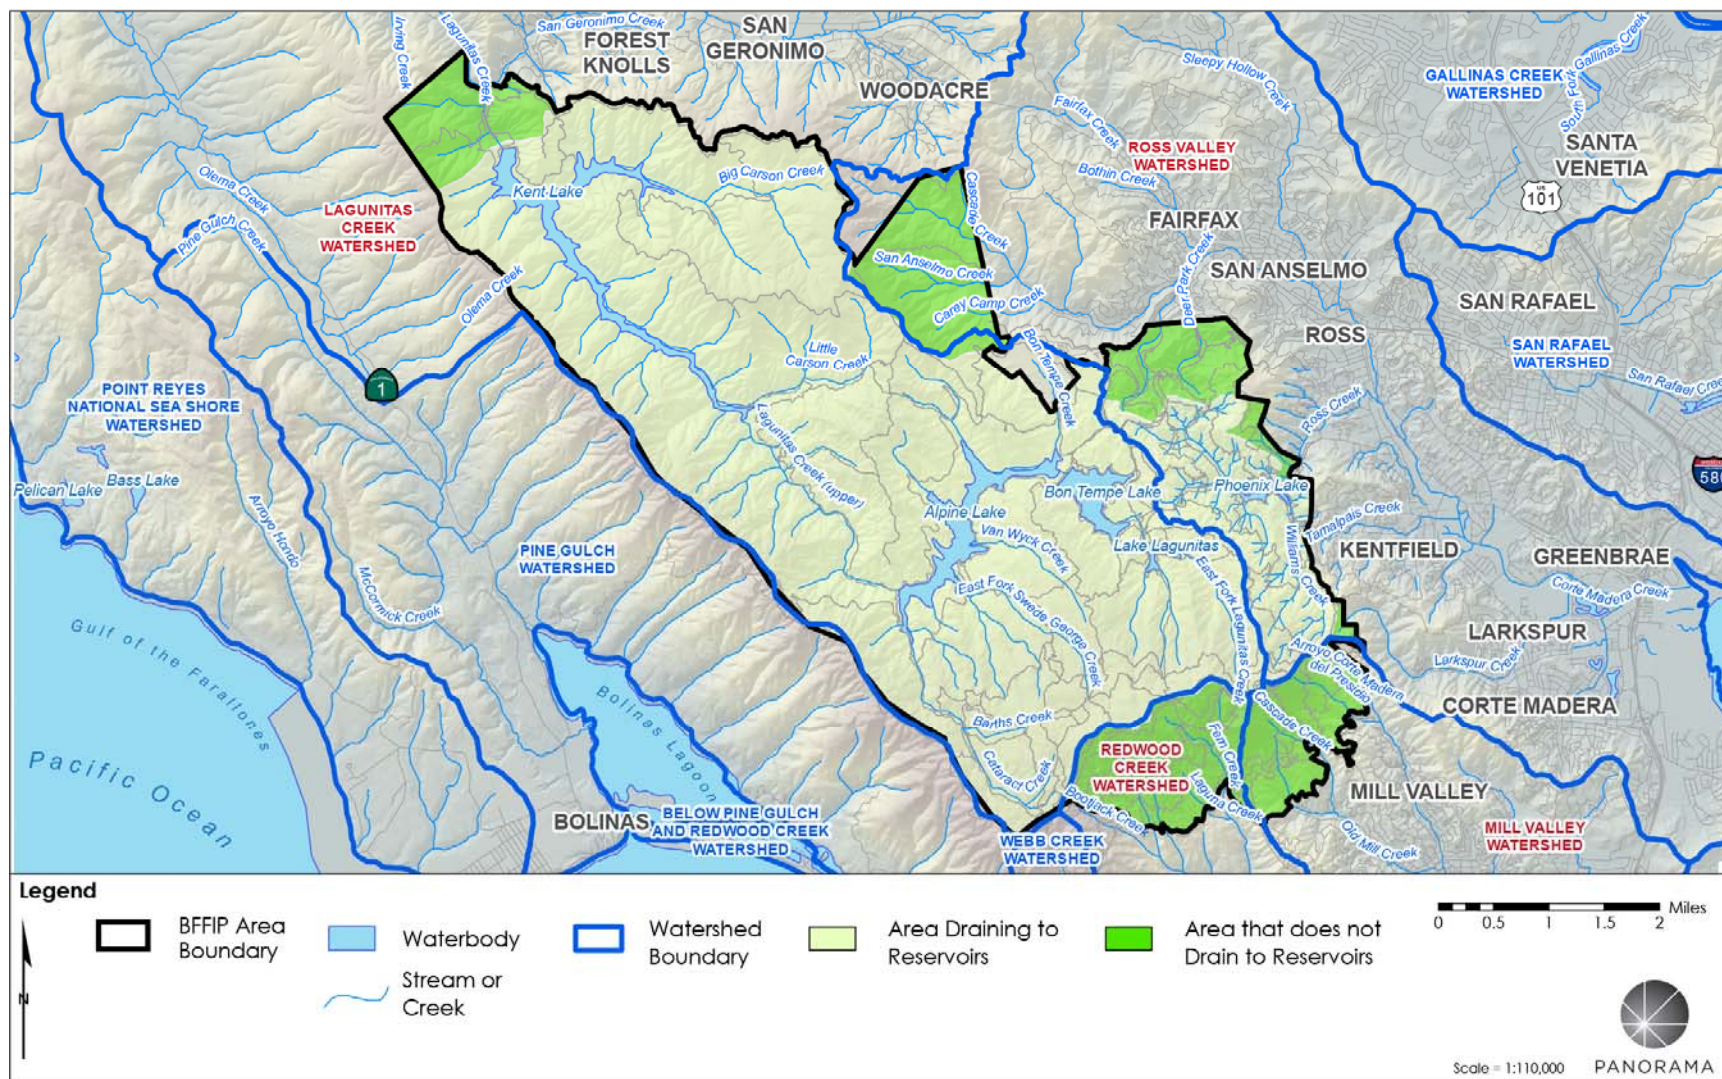 San Geronimo Creek
Irving Creek
Lagunitas Creek
FOREST
KNOLLS
SAN
GERONIMO
WOODACRE
Sleepy Hollow Creek
Fairfax Creek
GALLINAS CREEK
WATERSHED
South Fork Gallinas Creek
SANTA
VENETIA
US
101
ROSS VALLEY
WATERSHED
Bothin Creek
Big Carson Creek
Cascade Creek
Kent Lake
Olema Creek
Pine Gulch Creek
LAGUNITAS
CREEK
WATERSHED
FAIRFAX
San Anselmo Creek
Deer Park Creek
SAN ANSELMO
Olema Creek
Carey Camp Creek
SAN RAFAEL
ROSS
Bon Tempe Creek
Little
Carson Creek
SAN RAFAEL
WATERSHED
San Rafael Cree
1
POINT REYES
NATIONAL SEA SHORE
WATERSHED
Ross Creek
Lagunitas Creek (upper)
580
Pelican Lake
Bass Lake
Bon Tempe Lake
Phoenix Lake
Alpine Lake
Arroyo Hondo
Van Wyck Creek
Lake Lagunitas
Tamalpais Creek
Williams Creek
KENTFIELD
GREENBRAE
PINE GULCH
WATERSHED
McCormick Creek
East Fork Swede George Creek
East Fork Lagunitas Creek
Corte Madera Creek
Gulf of the Farallones
LARKSPUR
Larkspur Creek
Arroyo Corte Madera
del Presidio
Bolinas Lagoon
Cascade Creek
CORTE MADERA
Barths Creek
Fern Creek
REDWOOD
CREEK
WATERSHED
Pacific Ocean
Cataract Creek
Laguna Creek
Bootjack Creek
MILL VALLEY
BOLINAS
BELOW PINE GULCH
AND REDWOOD CREEK
WATERSHED
WEBB CREEK
WATERSHED
Old Mill Creek
MILL VALLEY
WATERSHED
Legend
N
BFFIP Area
Boundary
Waterbody
Stream or
Creek
Watershed
Boundary
Area Draining to
Reservoirs
Area that does not
Drain to Reservoirs
0 0.5 1 1.5 2 Miles
Scale = 1:110,000
PANORAMA